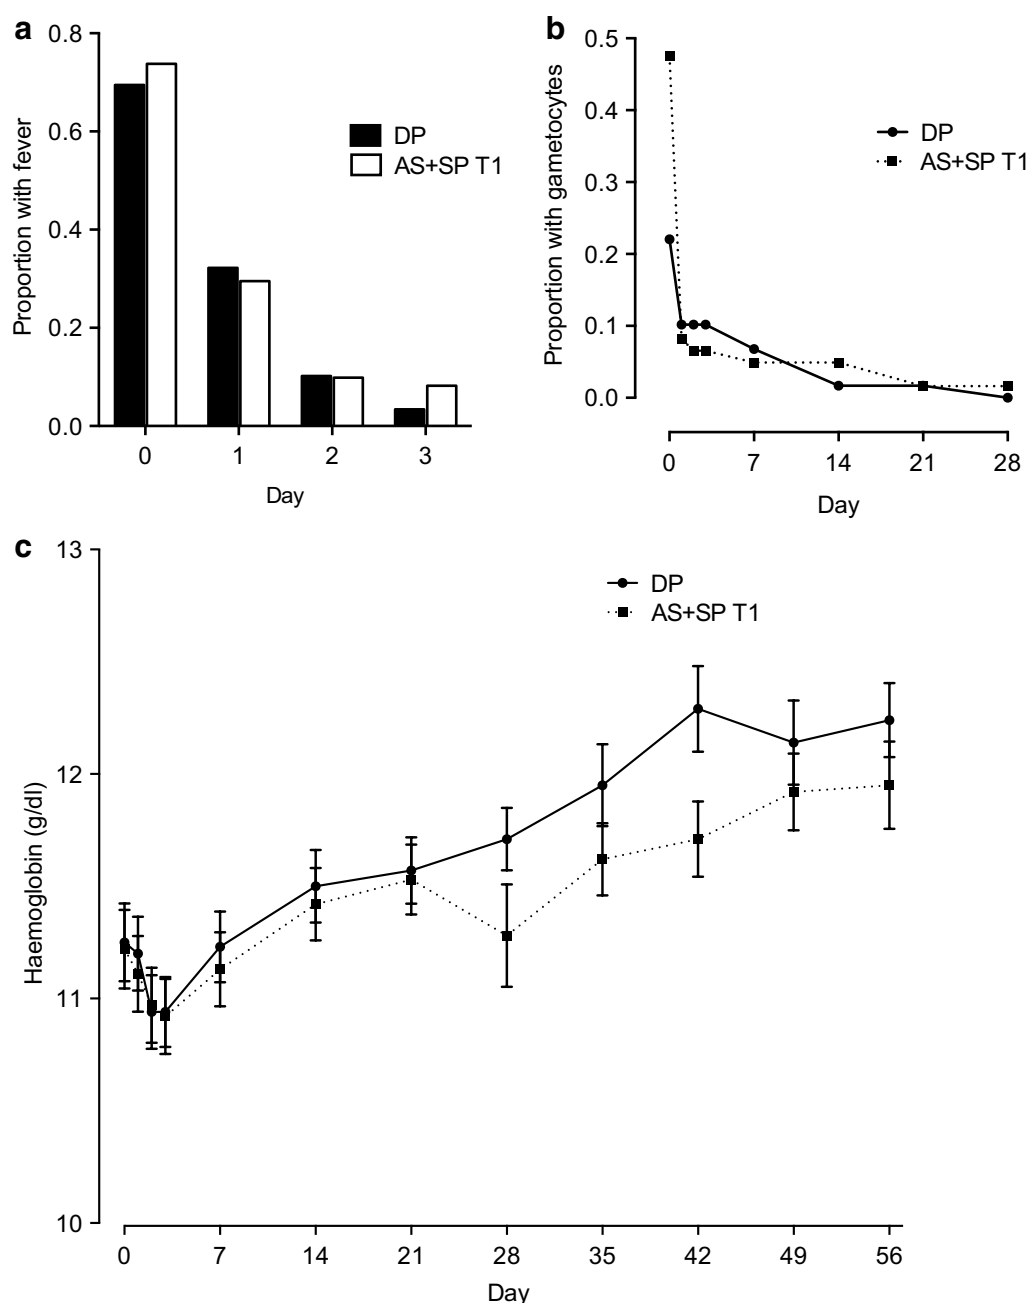 a
0.8
0.6
0.4
0.2
0.0
Proportion with fever
DP
AS+SP T1
0 1 2 3
Day
b
0.5
0.4
0.3
0.2
0.1
0.0
Proportion with gametocytes
DP
AS+SP T1
0 7 14 21 28
Day
c
13
12
11
10
Haemoglobin (g/dl)
DP
AS+SP T1
0 7 14 21 28 35 42 49 56
Day